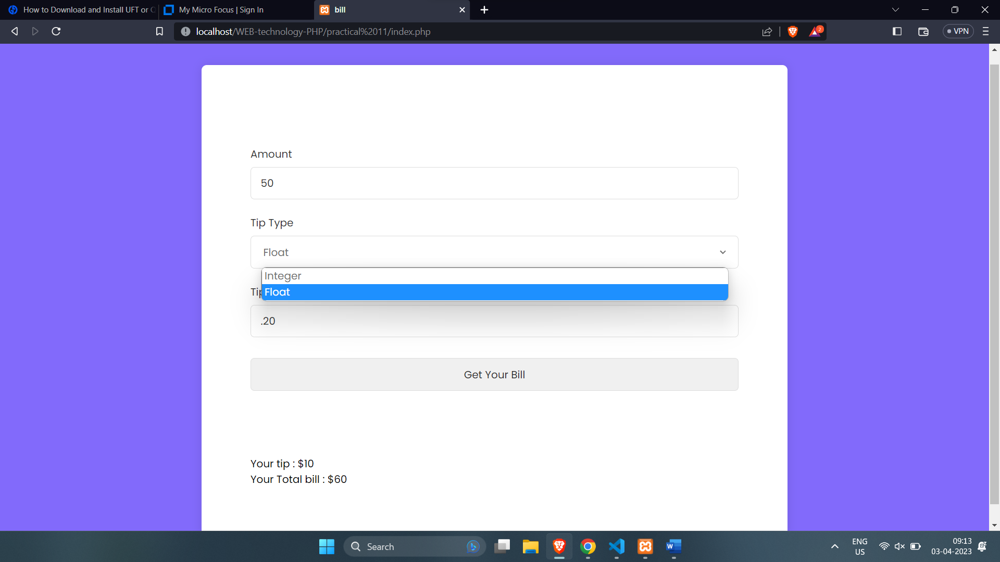 How to Download and Install UFT or
My Micro Focus | Sign In
bill
localhost/WEB-technology-PHP/practical%2011/index.php
2
VPN
Amount
50
Tip Type
Float
Integer
Float
.20
Get Your Bill
Your tip : $10
Your Total bill : $60
Search
W
ENG
US
09:13
03-04-2023